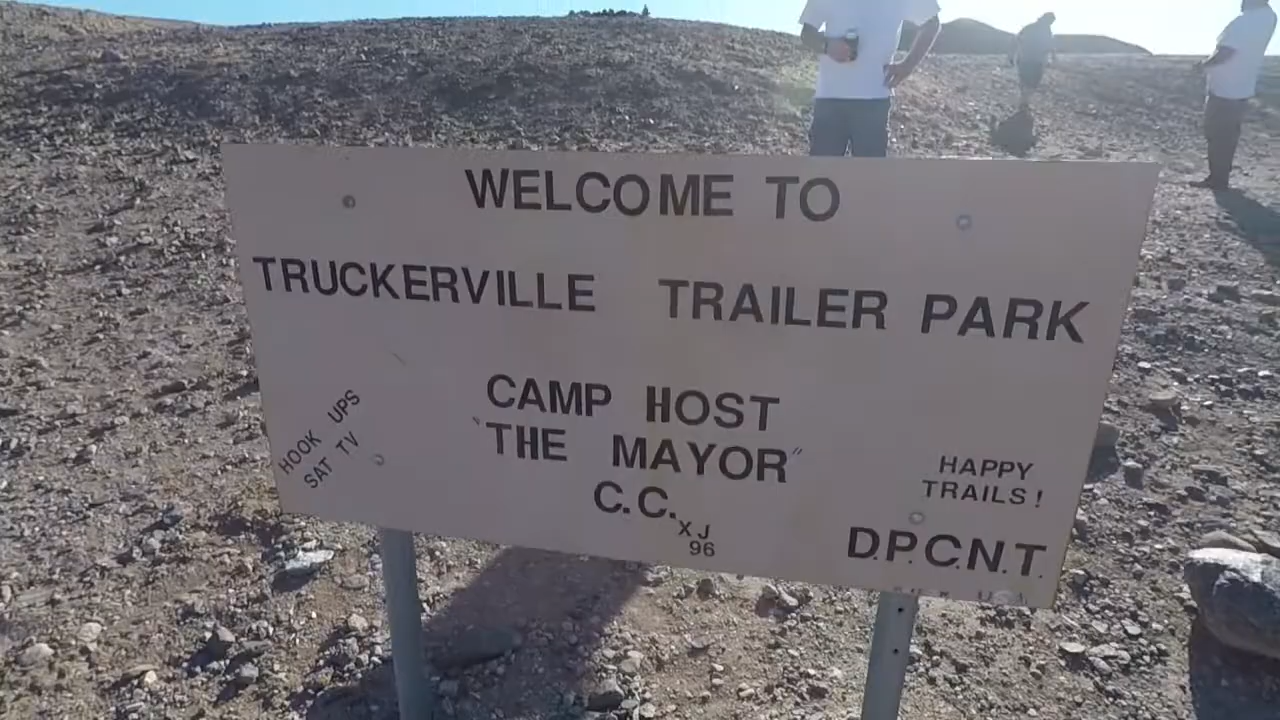 WELCOME TO
TRUCKERVILLE TRAILER PARK
CAMP HOST
"THE MAYOR"
C.C. XJ
96
HOOK UPS
SAT TV
HAPPY
TRAILS!
D.P.C.N.T.